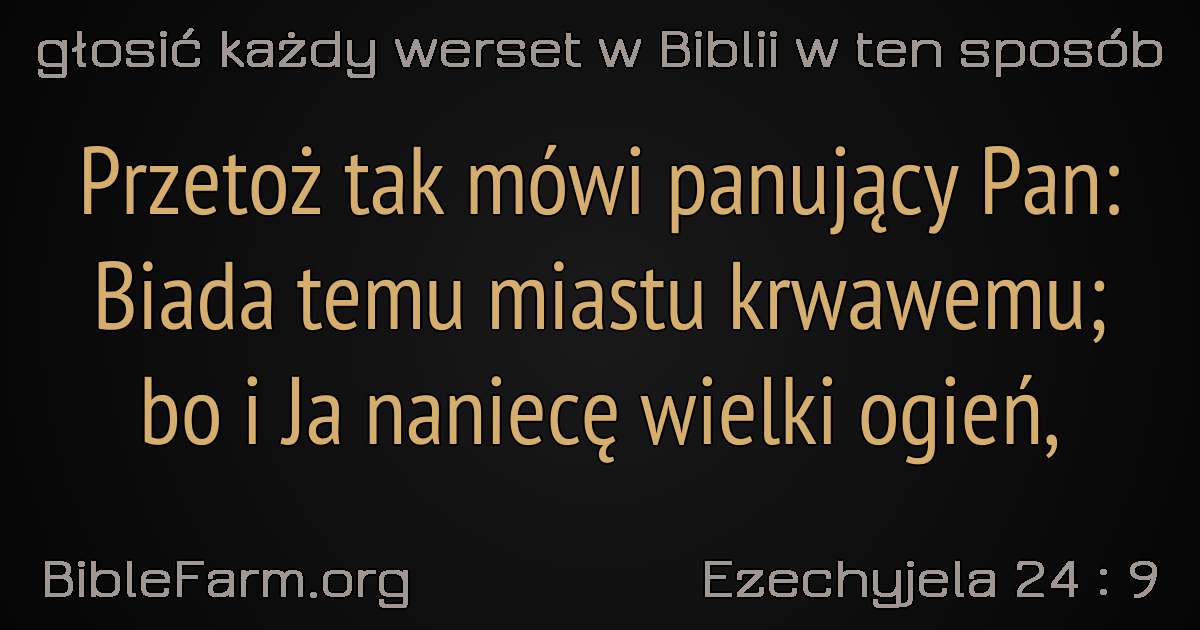 głosić każdy werset w Biblii w ten sposób
Przetoż tak mówi panujący Pan:
Biada temu miastu krwawemu;
bo i Ja naniecę wielki ogień,
BibleFarm.org
Ezechyjela 24 : 9